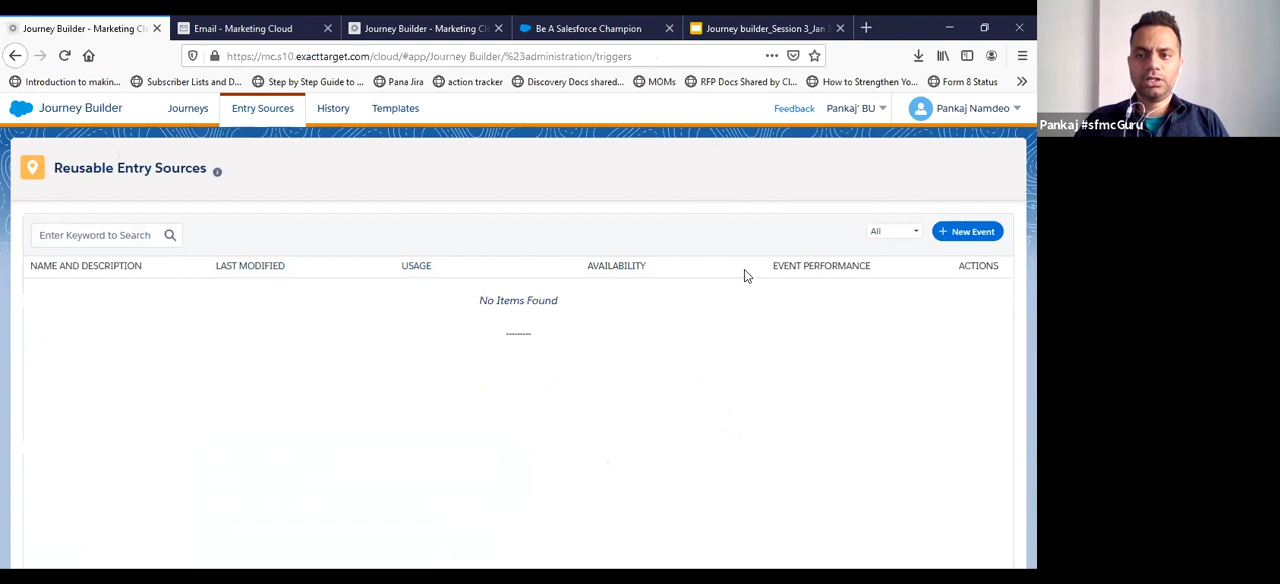 Journey Builder - Marketing Cl
Email - Marketing Cloud
Journey Builder - Marketing Cl
Be A Salesforce Champion
Journey builder_Session 3_Jan 3
https://mc.s10.exacttarget.com/cloud/#app/Journey Builder/%23administration/triggers
Introduction to makin...
Subscriber Lists and D...
Step by Step Guide to ...
Pana Jira
action tracker
Discovery Docs shared...
MOMs
RFP Docs Shared by Cl...
How to Strengthen Yo...
Form 8 Status
Journey Builder
Journeys
Entry Sources
History
Templates
Feedback
Pankaj' BU
Pankaj Namdeo
Pankaj #sfmcGuru
Reusable Entry Sources
Enter Keyword to Search
All
+ New Event
NAME AND DESCRIPTION
LAST MODIFIED
USAGE
AVAILABILITY
EVENT PERFORMANCE
ACTIONS
No Items Found
---------